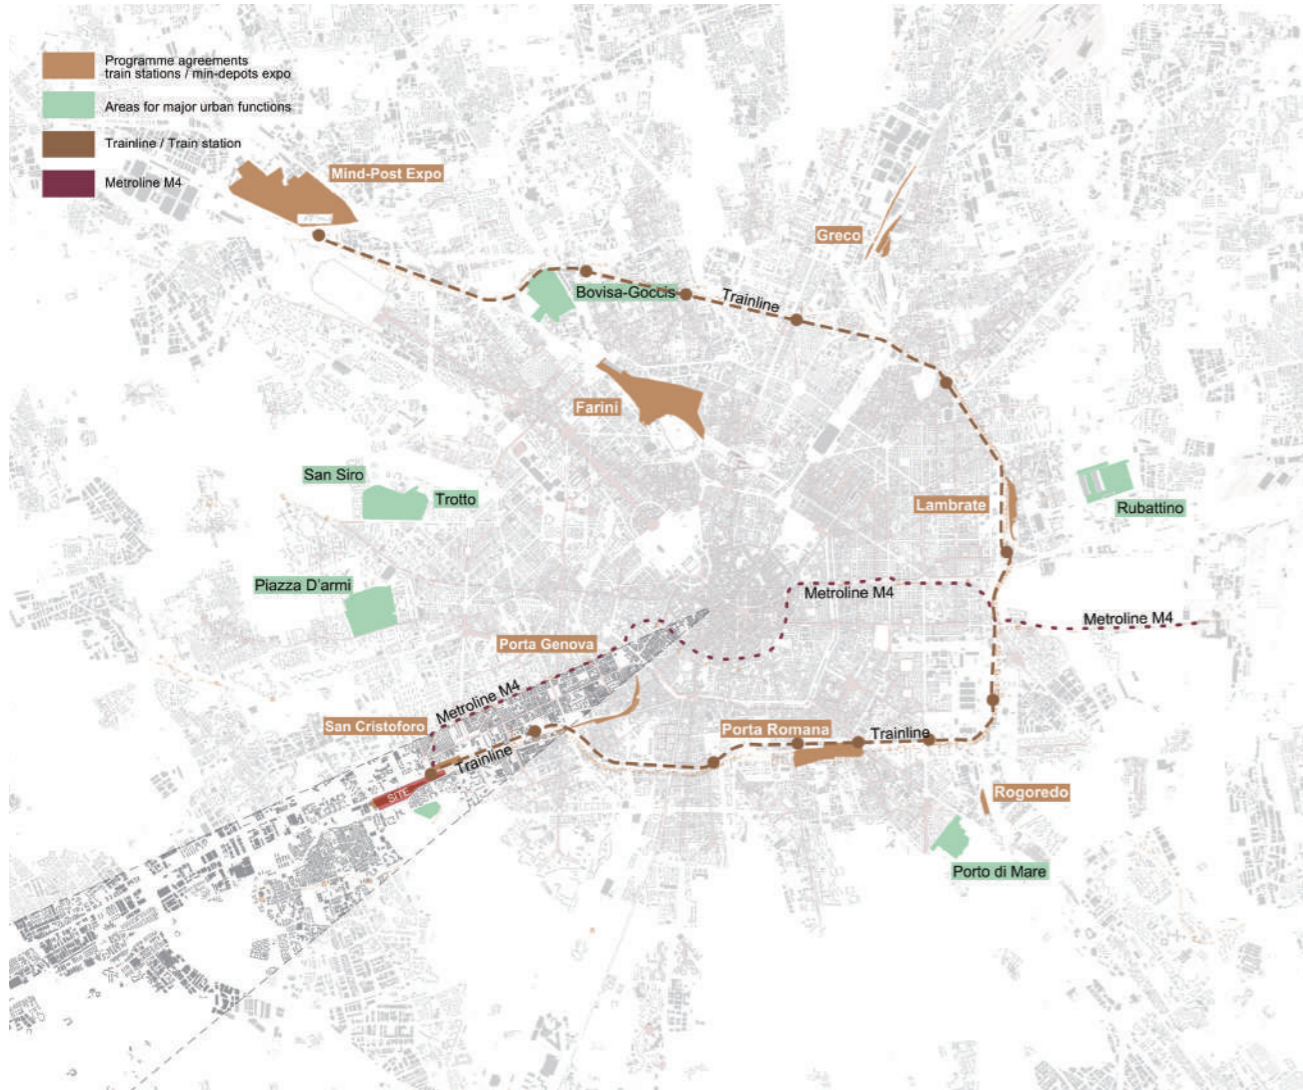 Programme agreements
train stations / min-depots expo
Areas for major urban functions
Trainline / Train station
Metroline M4
Mind-Post Expo
Greco
Bovisa-Goccis
Trainline
Farini
San Siro
Trotto
Lambrate
Rubattino
Piazza D'armi
Metroline M4
Metroline M4
Porta Genova
Metroline M4
San Cristoforo
Porta Romana
Trainline
Trainline
SITE
Rogoredo
Porto di Mare